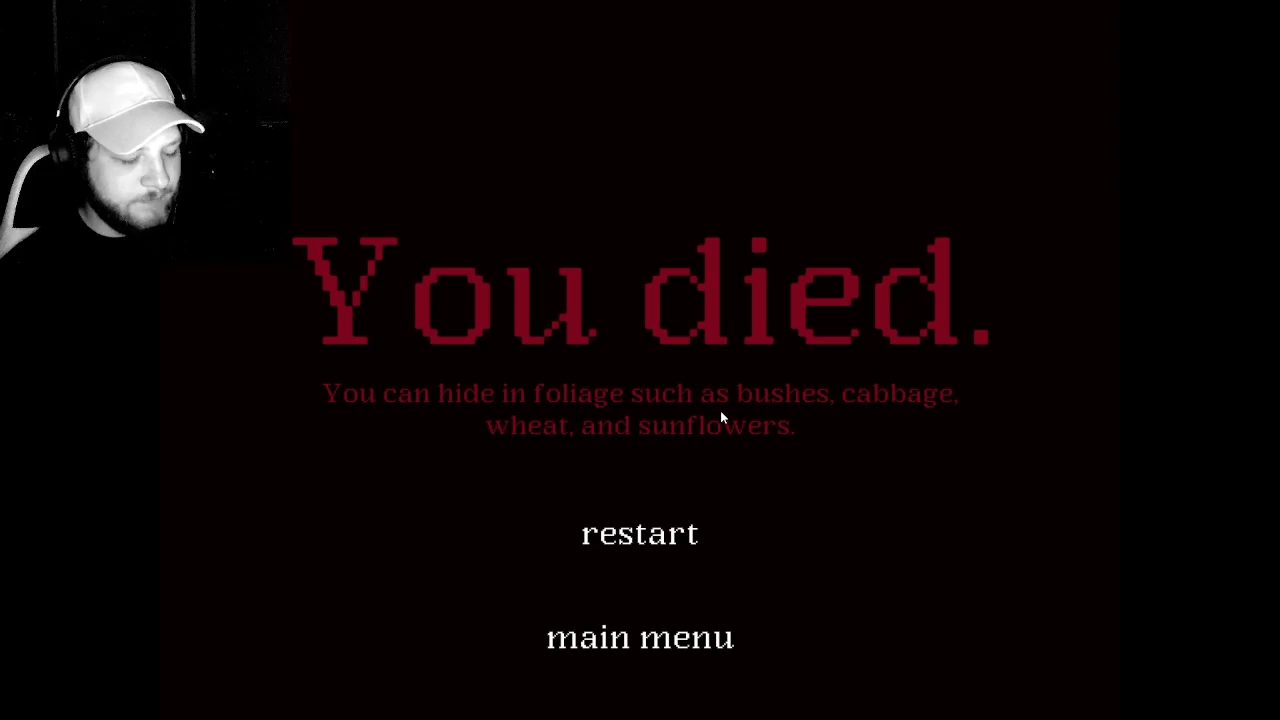 You died.
You can hide in foliage such as bushes, cabbage,
wheat, and sunflowers.
restart
main menu